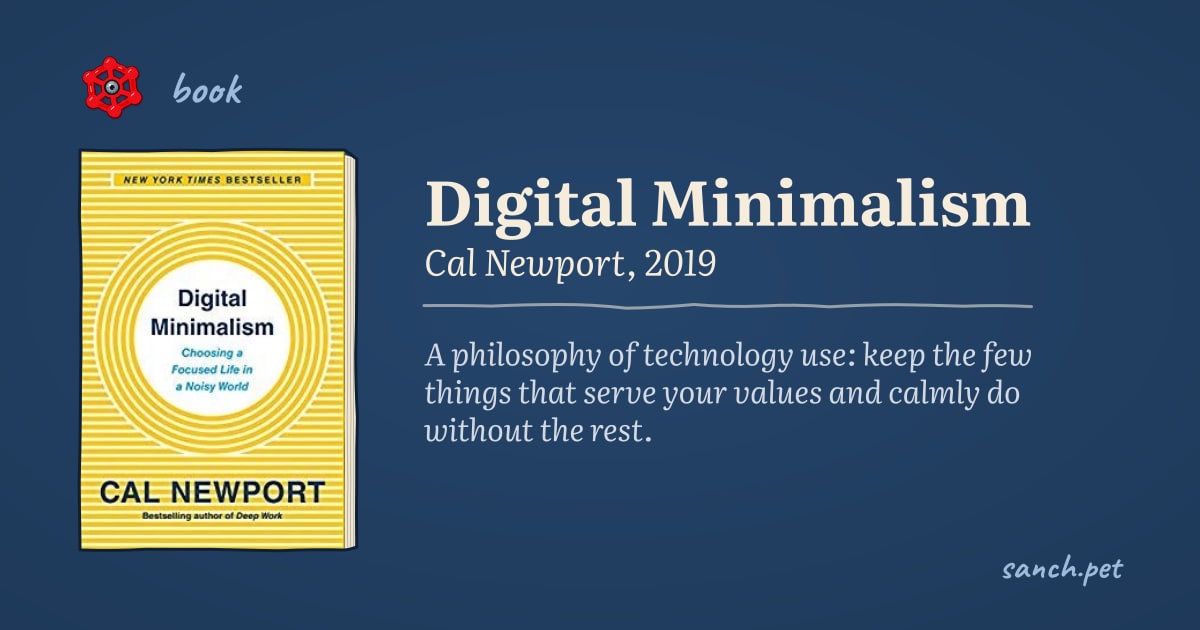 book
NEW YORK TIMES BESTSELLER
Digital
Minimalism
Choosing a
Focused Life in
a Noisy World
CAL NEWPORT
Bestselling author of Deep Work
Digital Minimalism
Cal Newport, 2019
A philosophy of technology use: keep the few
things that serve your values and calmly do
without the rest.
sanch.pet